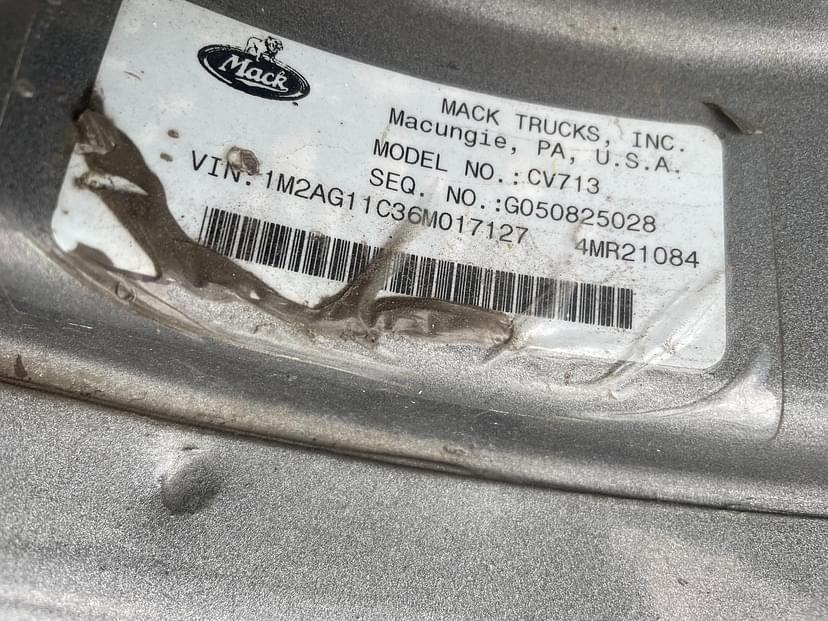 Mack
MACK TRUCKS, INC.
Macungie, PA, U.S.A.
MODEL NO.:CV713
SEQ. NO.:G050825028
VIN:1M2AG11C36M017127 4MR21084